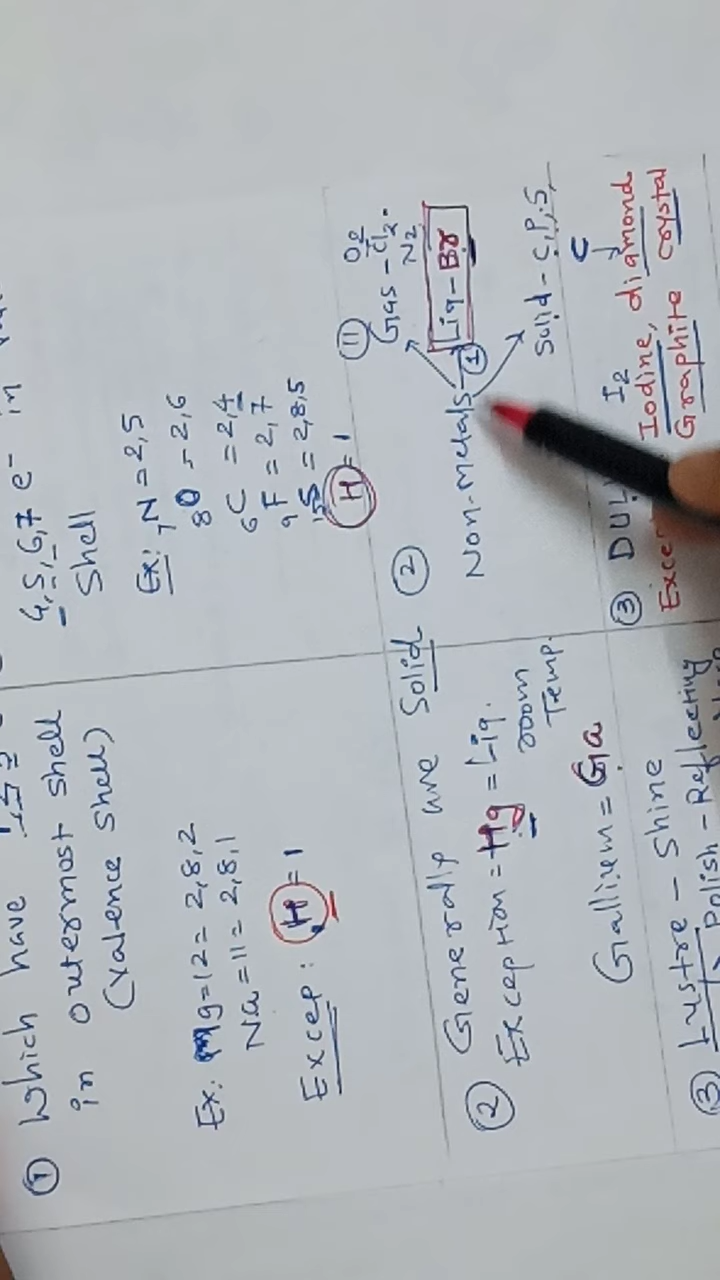 ① Which have
in outermost shell
(Valence shell)
Ex: Mg=12= 2,8,2
Na=11= 2,8,1
Excep: H=1
4,5,6,7 e- in
Shell
Ex: 7N = 2,5
8O = 2,6
6C = 2,4
9F = 2,7
15S = 2,8,5
H = 1
② Generally are Solid
Exception = Hg = Liq.
room
Temp.
Gallium = Ga
②
Non-metals
⑪
O2
Gas - Cl2.
N2
Liq - Br
①
Solid - C,P,S,
③ Lustre - Shine
Polish - Reflecting
③ DULL
I2
C
Iodine, diamond
Graphite crystal